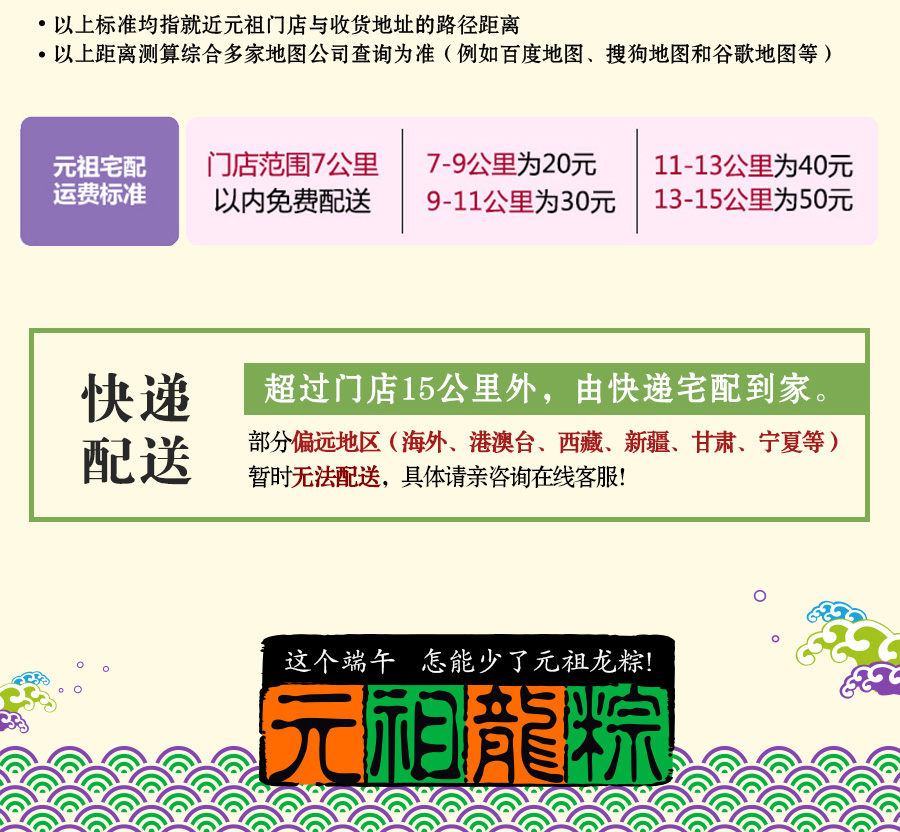 • 以上标准均指就近元祖门店与收货地址的路径距离
• 以上距离测算综合多家地图公司查询为准（例如百度地图、搜狗地图和谷歌地图等）
元祖宅配
运费标准
门店范围7公里
以内免费配送
7-9公里为20元
9-11公里为30元
11-13公里为40元
13-15公里为50元
快递
配送
超过门店15公里外，由快递宅配到家。
部分偏远地区（海外、港澳台、西藏、新疆、甘肃、宁夏等）
暂时无法配送，具体请亲咨询在线客服!
这个端午 怎能少了元祖龙粽!
元祖龍粽